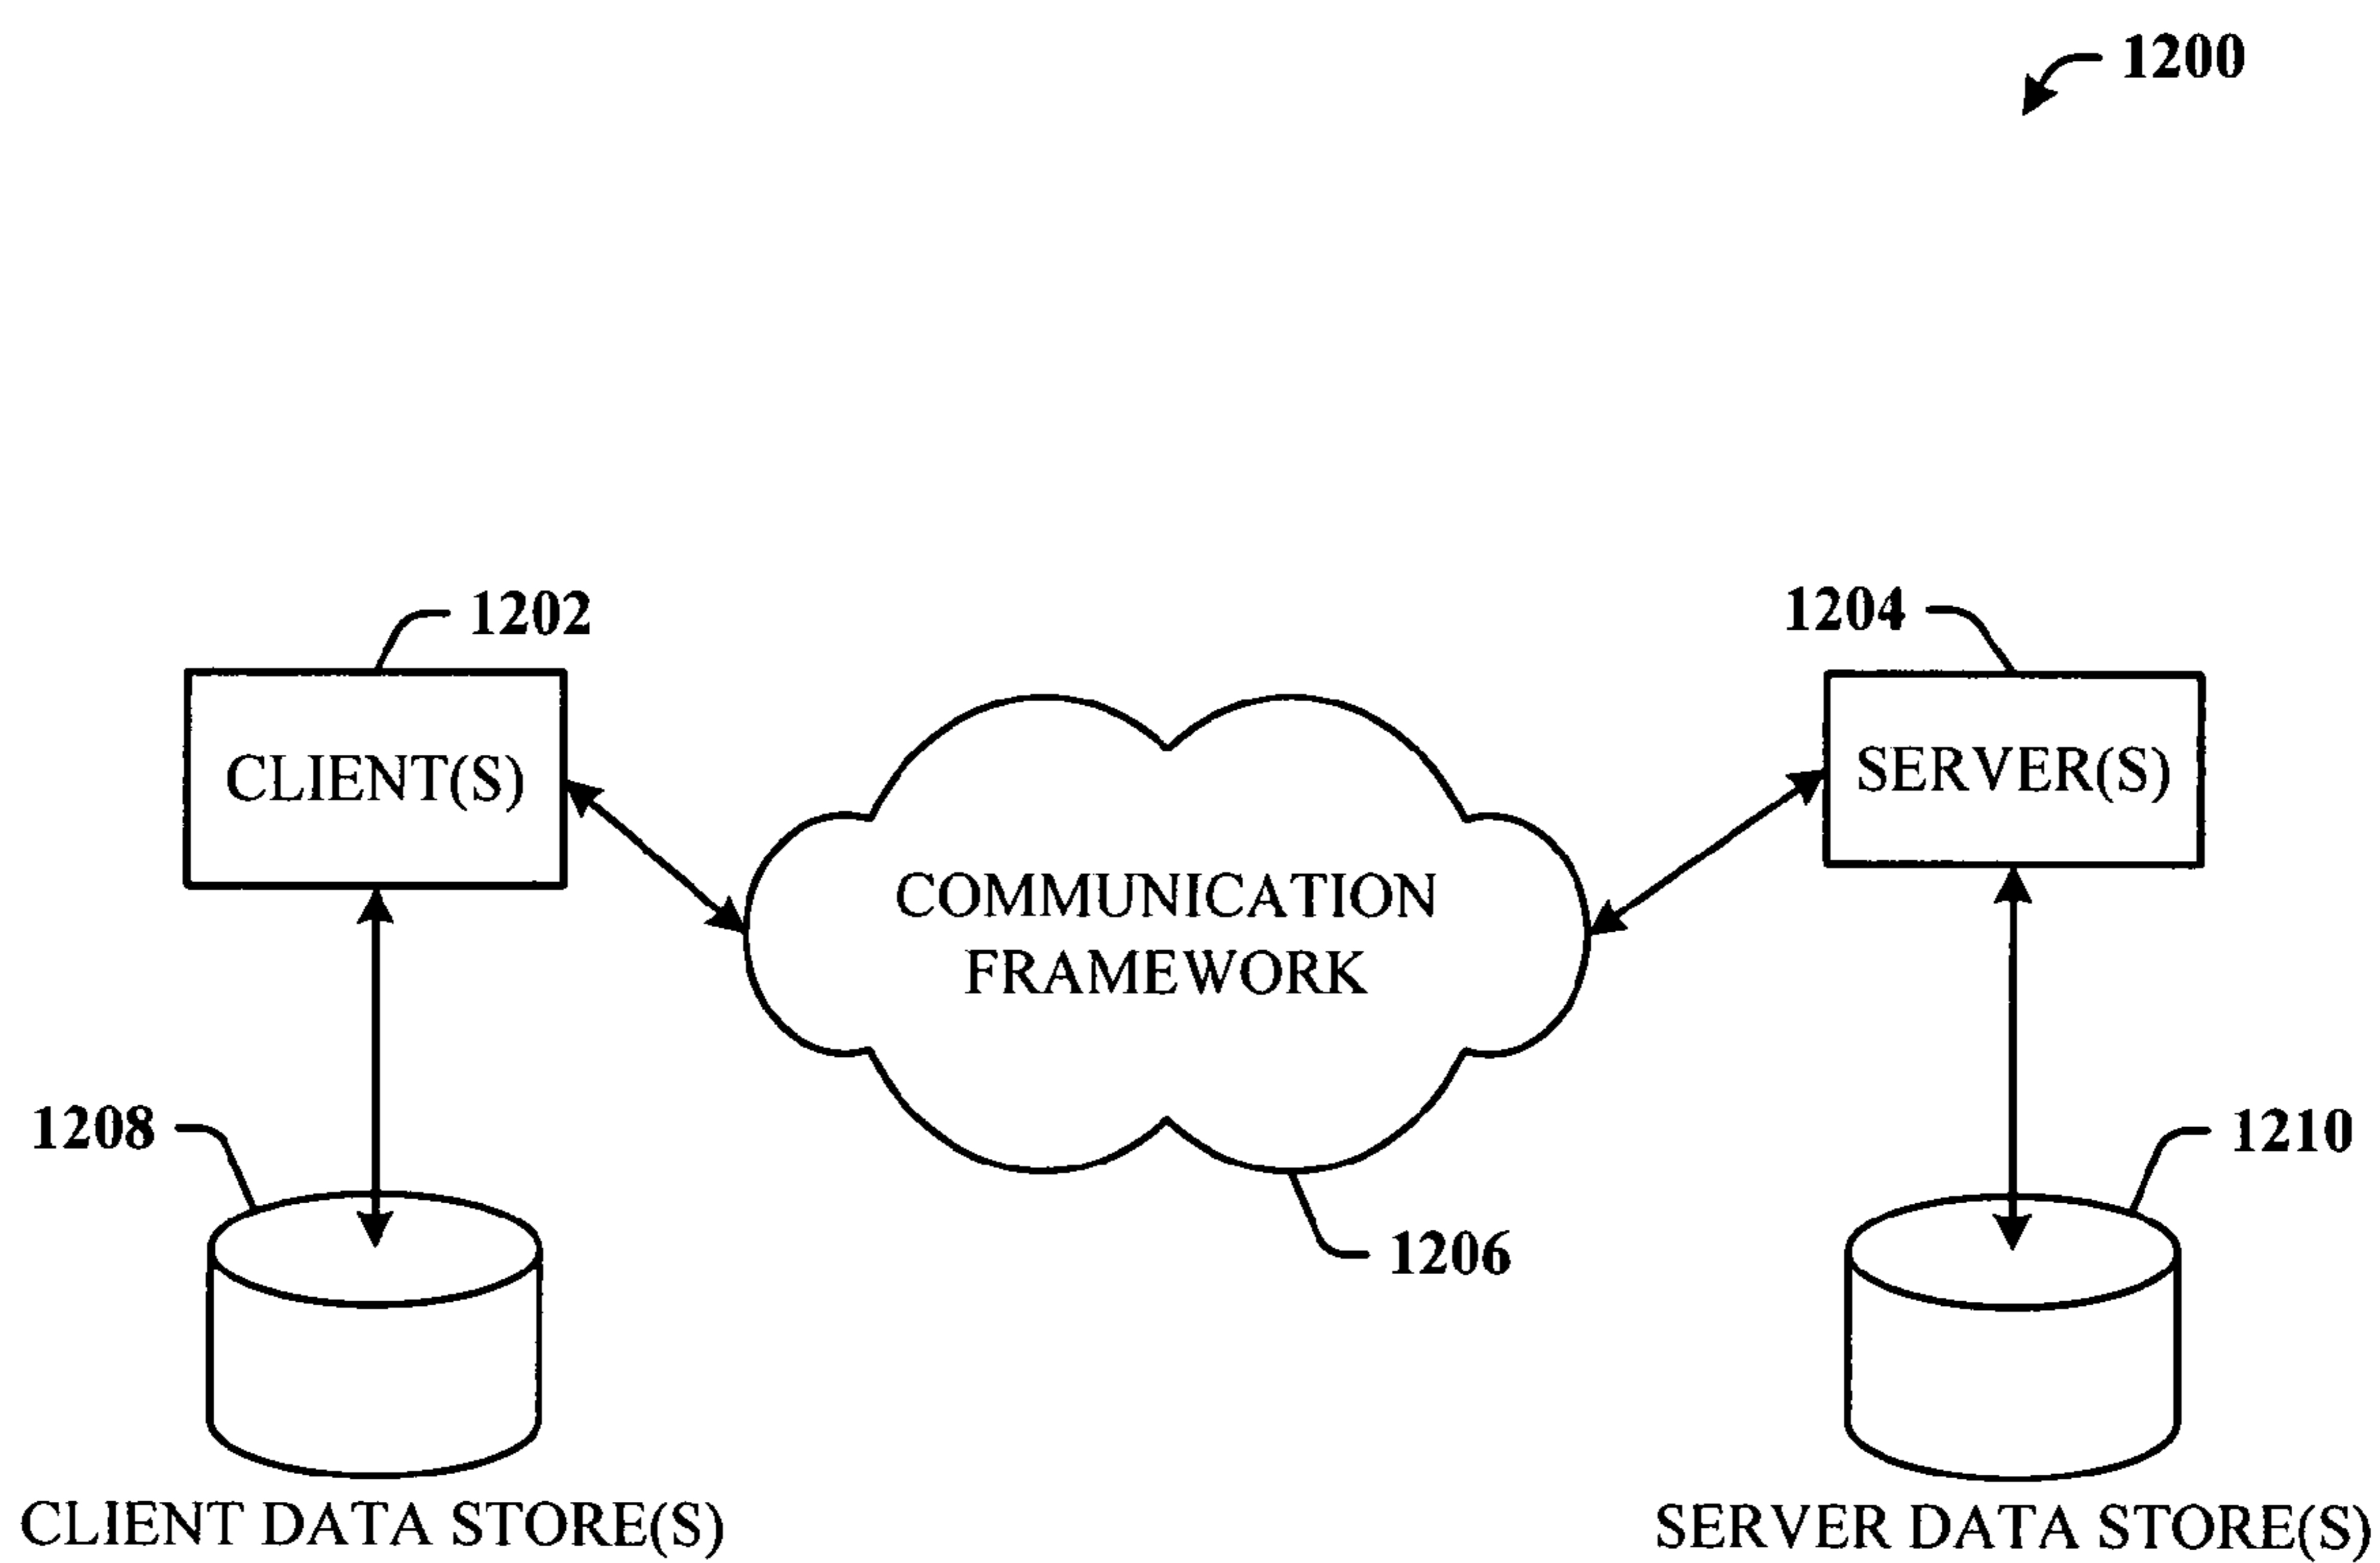 1200
1202
1204
CLIENT(S)
SERVER(S)
COMMUNICATION
FRAMEWORK
1208
1210
1206
CLIENT DATA STORE(S)
SERVER DATA STORE(S)